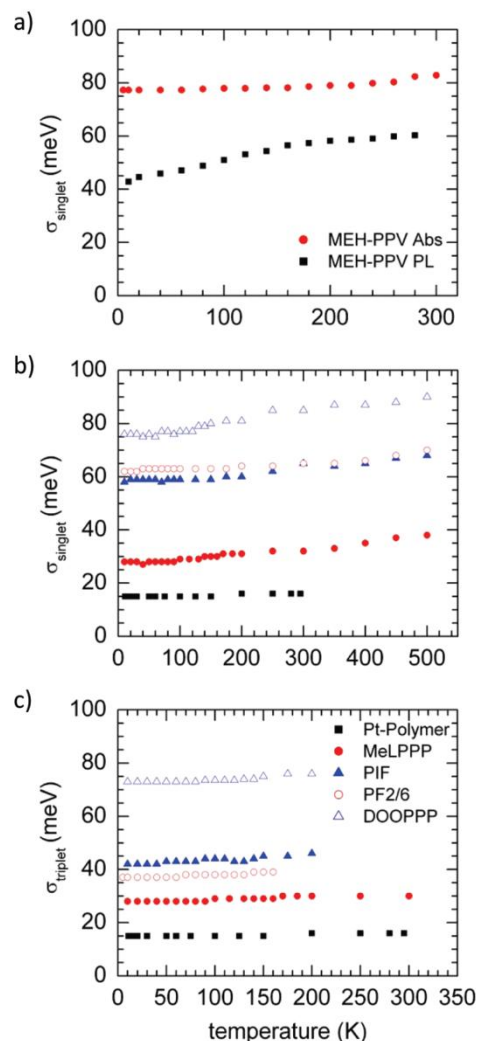 a)
100
80
60
40
20
0
σsinglet (meV)
MEH-PPV Abs
MEH-PPV PL
0 100 200 300
temperature (K)
b)
100
80
60
40
20
0
σsinglet (meV)
0 100 200 300 400 500
c)
100
80
60
40
20
0
σtriplet (meV)
Pt-Polymer
MeLPPP
PIF
PF2/6
DOOPPP
0 50 100 150 200 250 300 350
temperature (K)